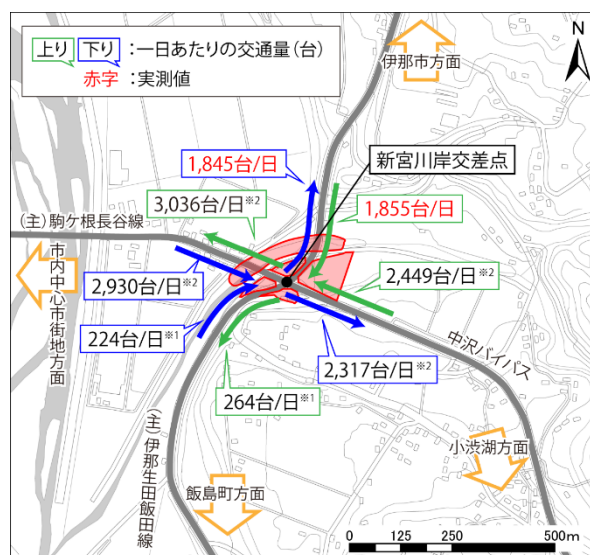 上り 下り ：一日あたりの交通量（台）
赤字 ：実測値
N
伊那市方面
1,845台/日
新宮川岸交差点
3,036台/日※2
1,855台/日
(主)駒ケ根長谷線
市内中心市街地方面
2,930台/日※2
2,449台/日※2
224台/日※1
2,317台/日※2
中沢バイパス
264台/日※1
(主)伊那生田飯田線
飯島町方面
小渋湖方面
0 125 250 500m